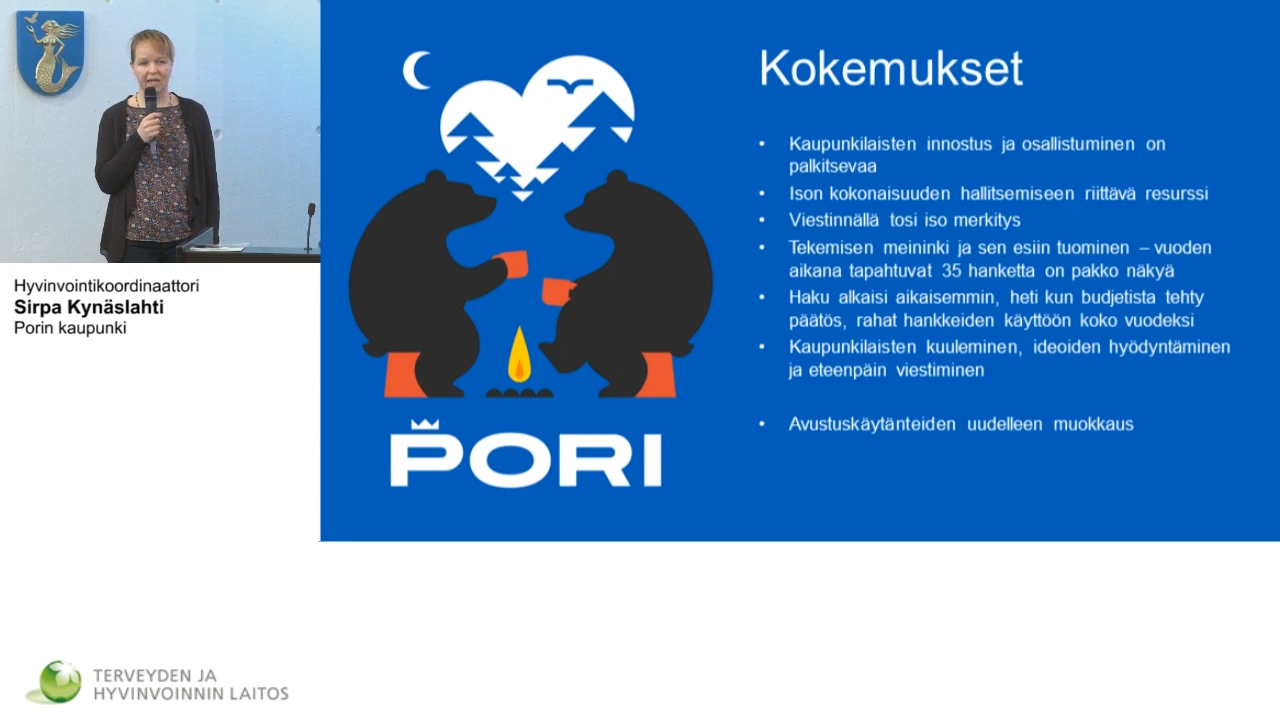 Hyvinvointikoordinaattori
Sirpa Kynäslahti
Porin kaupunki
Kokemukset
• Kaupunkilaisten innostus ja osallistuminen on
palkitsevaa
• Ison kokonaisuuden hallitsemiseen riittävä resurssi
• Viestinnällä tosi iso merkitys
• Tekemisen meininki ja sen esiin tuominen – vuoden
aikana tapahtuvat 35 hanketta on pakko näkyä
• Haku alkaisi aikaisemmin, heti kun budjetista tehty
päätös, rahat hankkeiden käyttöön koko vuodeksi
• Kaupunkilaisten kuuleminen, ideoiden hyödyntäminen
ja eteenpäin viestiminen
• Avustuskäytänteiden uudelleen muokkaus
PORI
TERVEYDEN JA
HYVINVOINNIN LAITOS